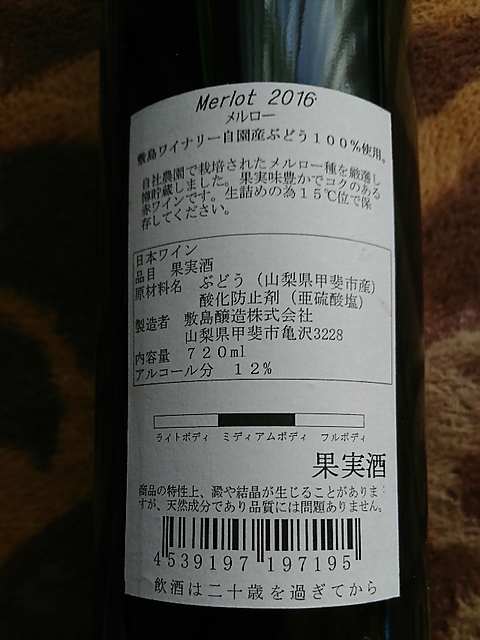 Merlot 2016
メルロー
敷島ワイナリー自園産ぶどう100%使用。
自社農園で栽培されたメルロー種を厳選し
樽貯蔵しました。果実味豊かでコクのある
赤ワインです。生詰めの為15℃位で保
存してください。
日本ワイン
品目 果実酒
原材料名 ぶどう（山梨県甲斐市産）
酸化防止剤（亜硫酸塩）
製造者 敷島醸造株式会社
山梨県甲斐市亀沢3228
内容量 720ml
アルコール分 12%
ライトボディ ミディアムボディ フルボディ
果実酒
商品の特性上、澱や結晶が生じることがありま
すが、天然成分であり品質には問題ありません。
4539197197195
飲酒は二十歳を過ぎてから